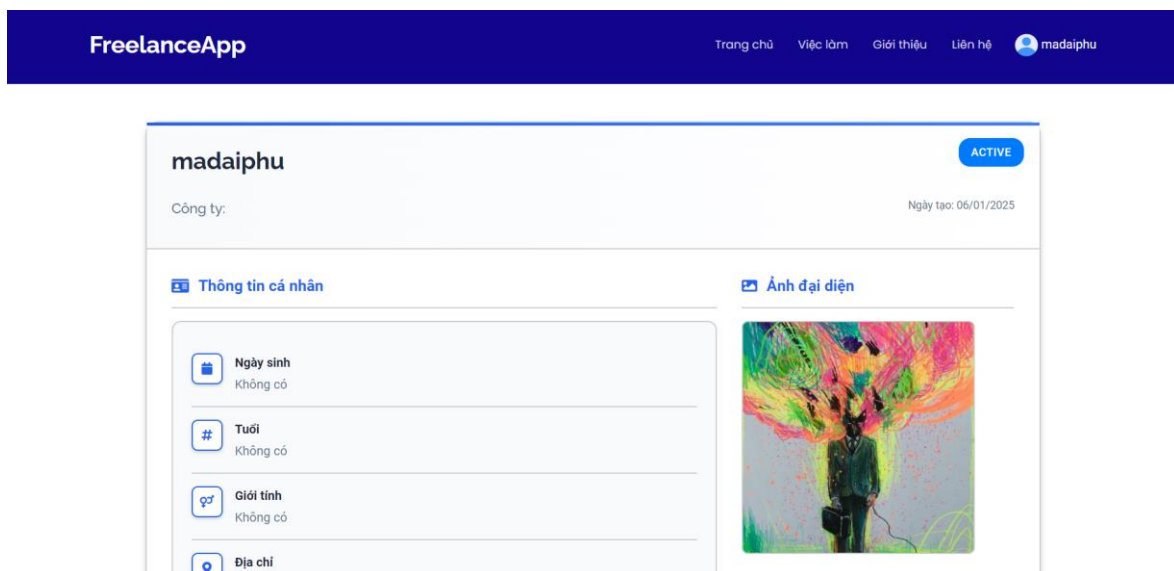 FreelanceApp
Trang chủ Việc làm Giới thiệu Liên hệ madaiphu
madaiphu
ACTIVE
Công ty:
Ngày tạo: 06/01/2025
Thông tin cá nhân
Ảnh đại diện
Ngày sinh
Không có
# Tuổi
Không có
Giới tính
Không có
Địa chỉ